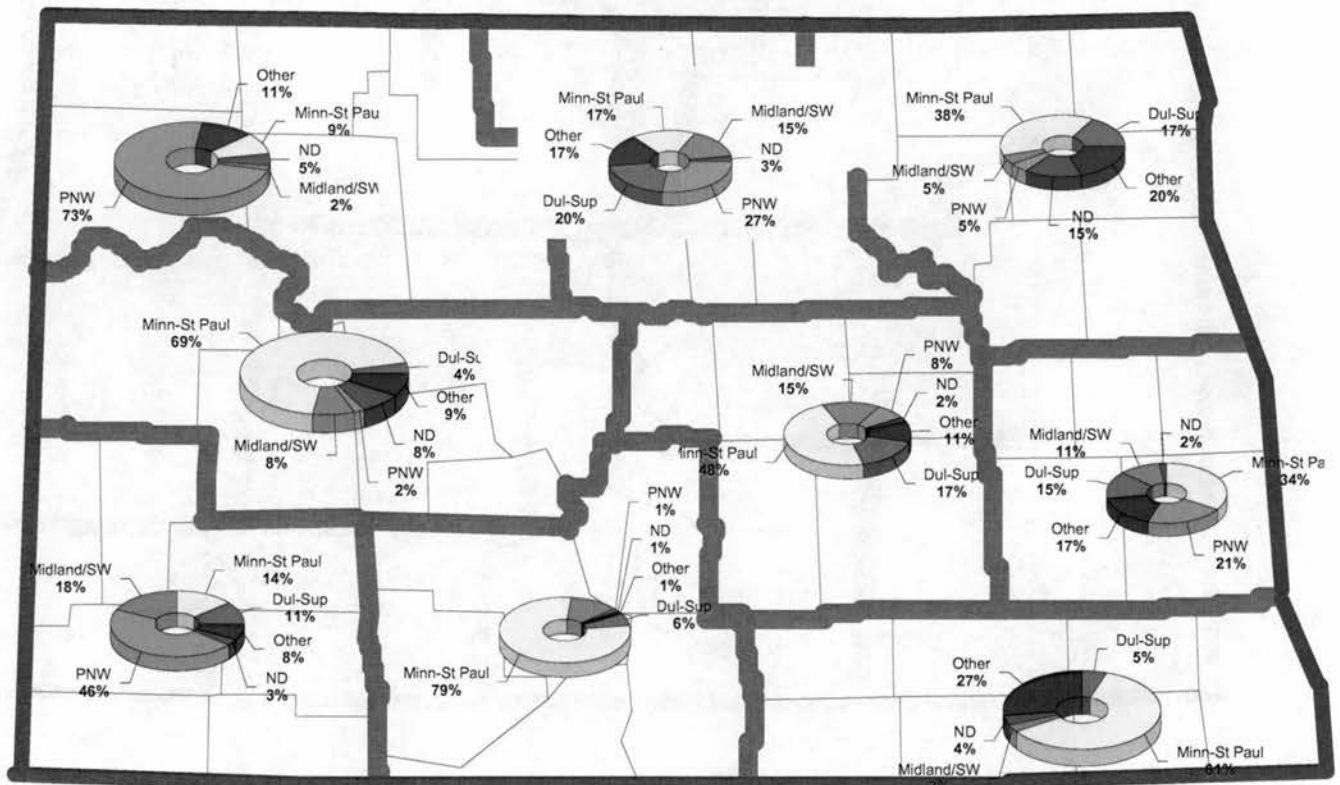 Other
11%
Minn-St Pau
9%
ND
5%
Midland/SW
2%
PNW
73%
Minn-St Paul
17%
Midland/SW
15%
ND
3%
PNW
27%
Dul-Sup
20%
Other
17%
Minn-St Paul
38%
Dul-Sup
17%
Other
20%
ND
15%
PNW
5%
Midland/SW
5%
Minn-St Paul
69%
Dul-Su
4%
Other
9%
ND
8%
PNW
2%
Midland/SW
8%
Midland/SW
15%
PNW
8%
ND
2%
Other
11%
Dul-Sup
17%
inn-St Paul
48%
ND
2%
Midland/SW
11%
Minn-St Pa
34%
Dul-Sup
15%
Other
17%
PNW
21%
Midland/SW
18%
Minn-St Paul
14%
Dul-Sup
11%
Other
8%
ND
3%
PNW
46%
PNW
1%
ND
1%
Other
1%
Dul-Sup
6%
Minn-St Paul
79%
Other
27%
Dul-Sup
5%
ND
4%
Midland/SW
Minn-St Paul
61%